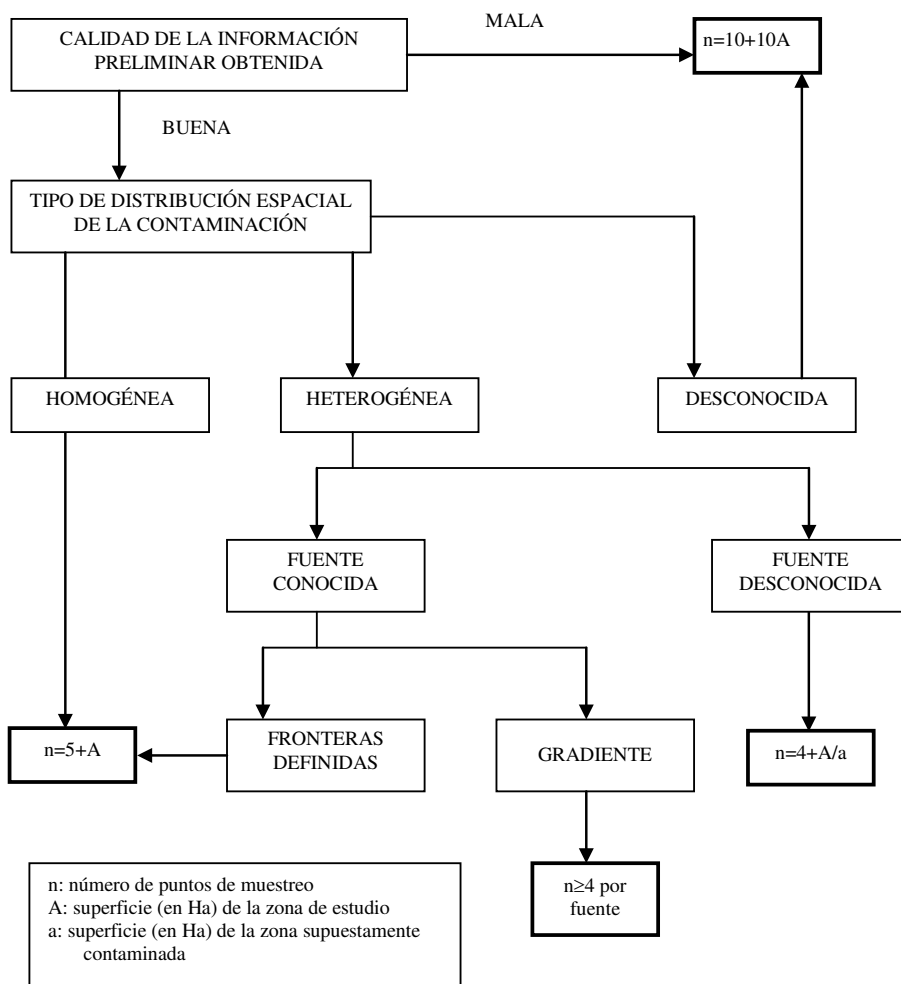 MALA
CALIDAD DE LA INFORMACIÓN
PRELIMINAR OBTENIDA
n=10+10A
BUENA
TIPO DE DISTRIBUCIÓN ESPACIAL
DE LA CONTAMINACIÓN
HOMOGÉNEA
HETEROGÉNEA
DESCONOCIDA
FUENTE
CONOCIDA
FUENTE
DESCONOCIDA
n=5+A
FRONTERAS
DEFINIDAS
GRADIENTE
n=4+A/a
n≥4 por
fuente
n: número de puntos de muestreo
A: superficie (en Ha) de la zona de estudio
a: superficie (en Ha) de la zona supuestamente
contaminada